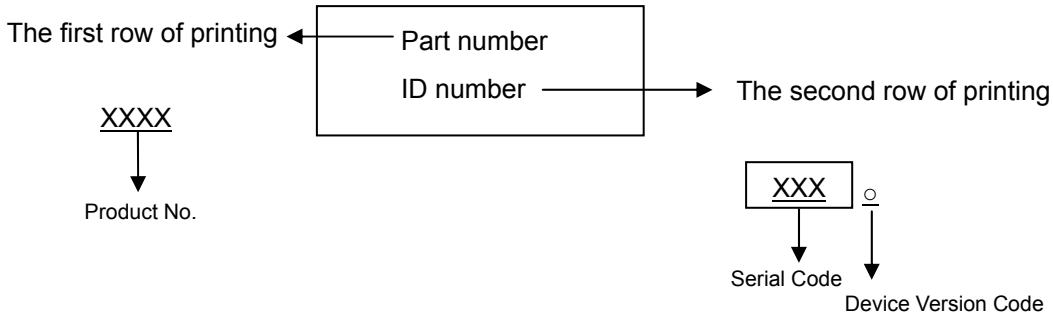 The first row of printing
Part number
ID number
The second row of printing
XXXX
Product No.
XXX ○
Serial Code
Device Version Code